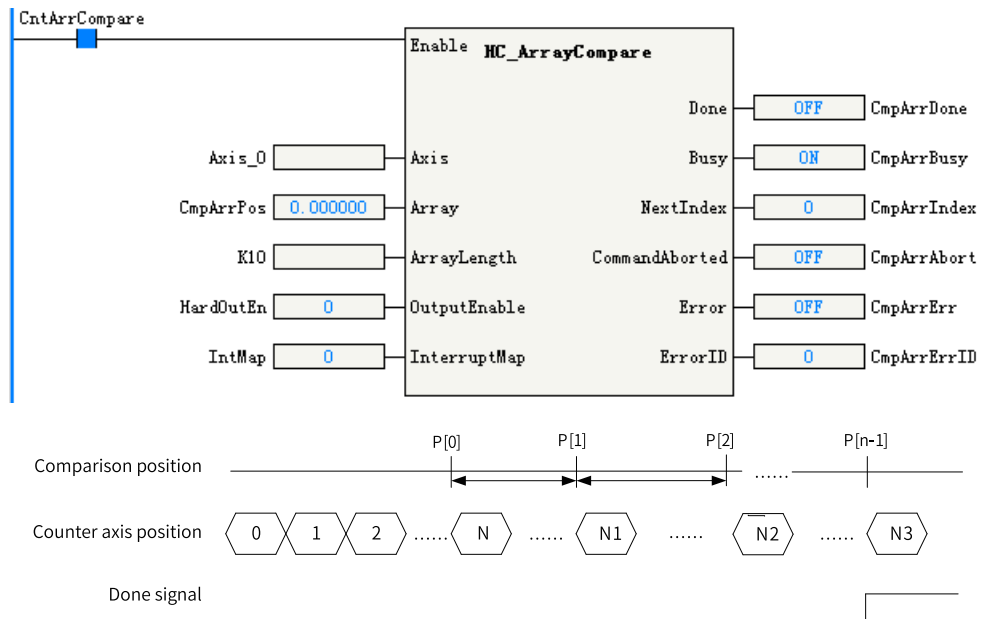 CntArrCompare
Enable HC_ArrayCompare
Done OFF CmpArrDone
Axis_0 Axis Busy ON CmpArrBusy
CmpArrPos 0.000000 Array NextIndex 0 CmpArrIndex
K10 ArrayLength CommandAborted OFF CmpArrAbort
HardOutEn 0 OutputEnable Error OFF CmpArrErr
IntMap 0 InterruptMap ErrorID 0 CmpArrErrID
P[0] P[1] P[2] P[n-1]
Comparison position ......
Counter axis position 0 1 2 ...... N ...... N1 ...... N2 ...... N3
Done signal